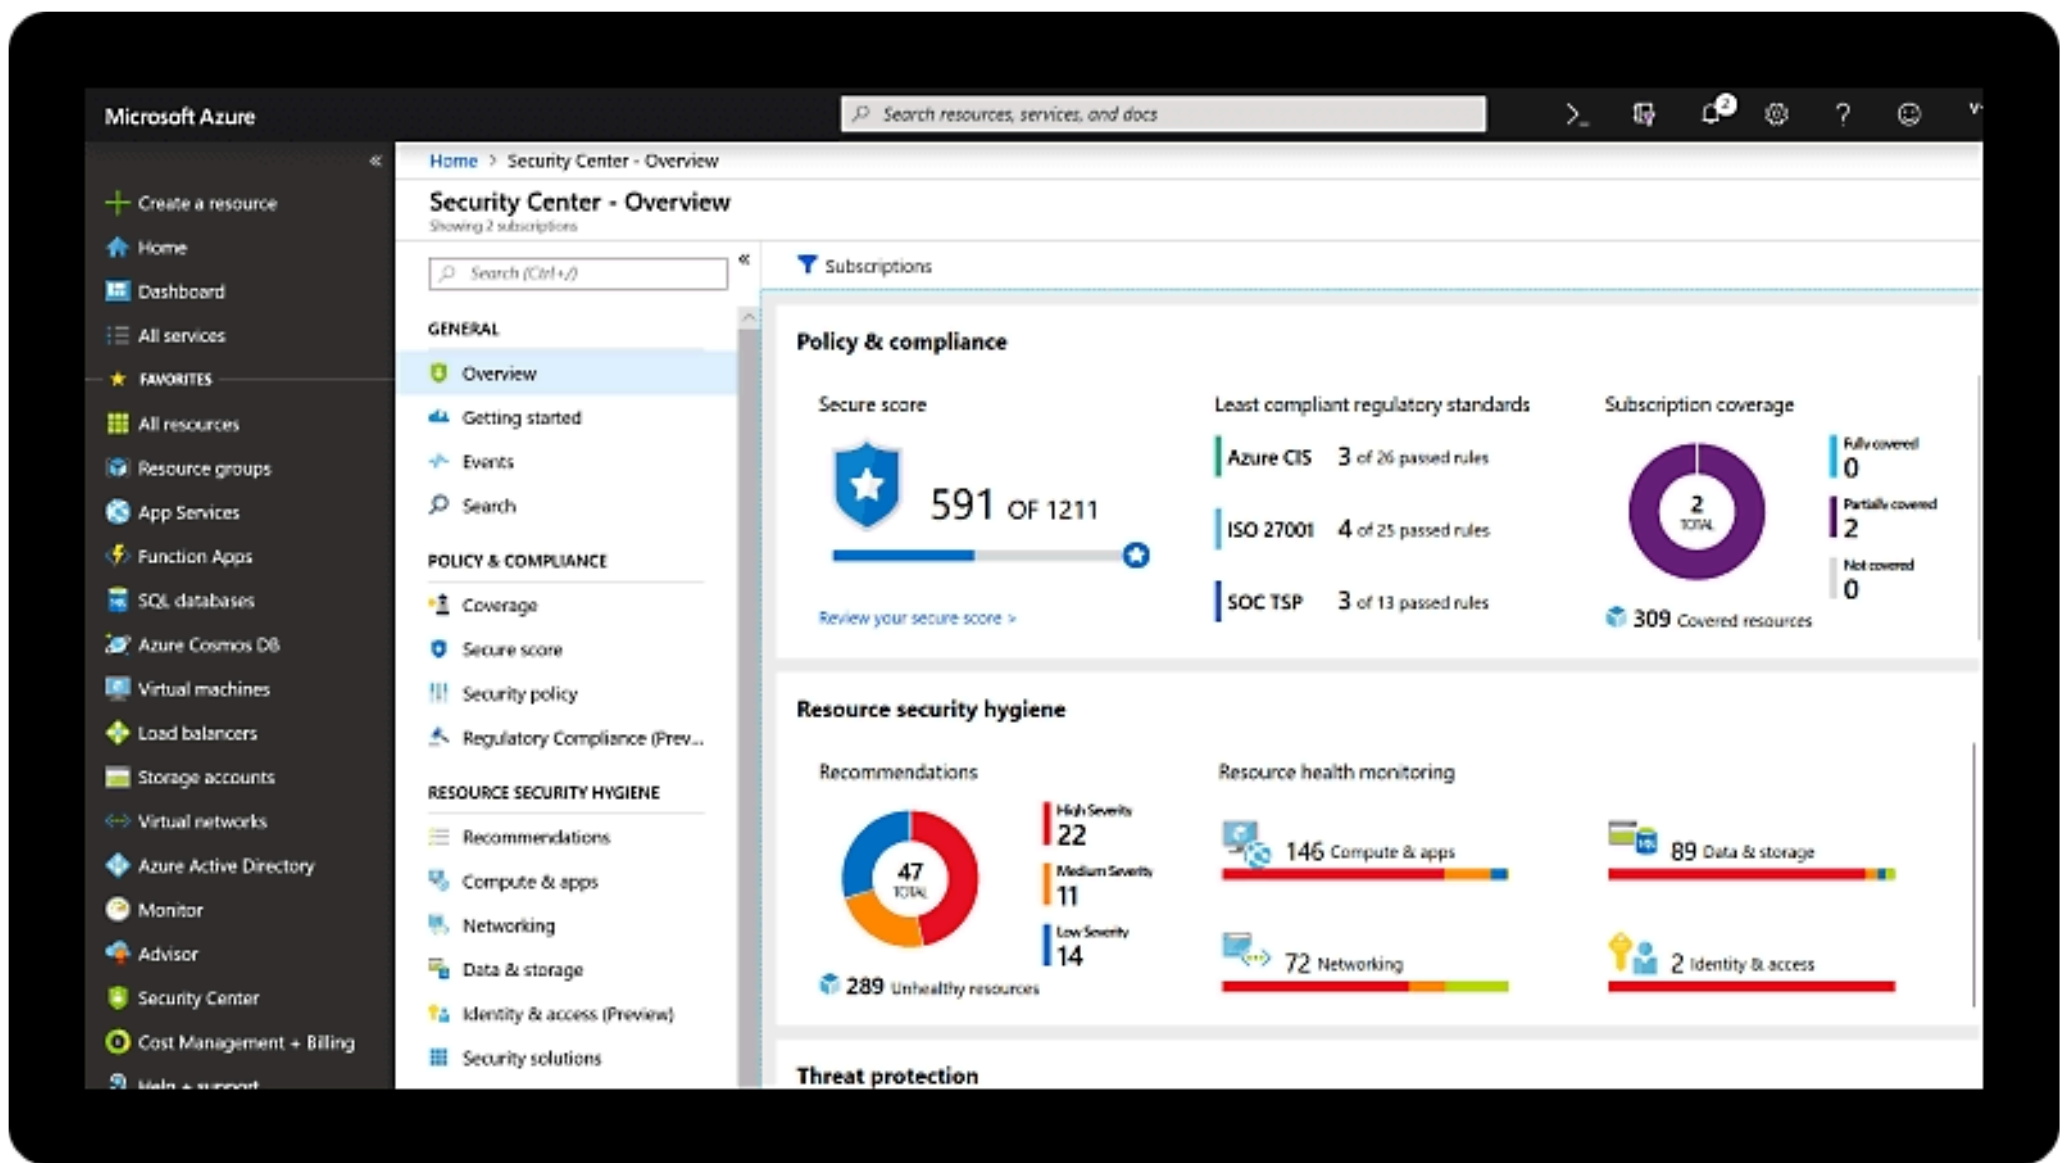 Microsoft Azure
Search resources, services, and docs
2
Create a resource
Home
Dashboard
All services
FAVORITES
All resources
Resource groups
App Services
Function Apps
SQL databases
Azure Cosmos DB
Virtual machines
Load balancers
Storage accounts
Virtual networks
Azure Active Directory
Monitor
Advisor
Security Center
Cost Management + Billing
Help + support
Home > Security Center - Overview
Security Center - Overview
Showing 2 subscriptions
Search (Ctrl+/)
GENERAL
Overview
Getting started
Events
Search
POLICY & COMPLIANCE
Coverage
Secure score
Security policy
Regulatory Compliance (Prev...
RESOURCE SECURITY HYGIENE
Recommendations
Compute & apps
Networking
Data & storage
Identity & access (Preview)
Security solutions
Subscriptions
Policy & compliance
Secure score
591 OF 1211
Review your secure score >
Least compliant regulatory standards
Azure CIS 3 of 26 passed rules
ISO 27001 4 of 25 passed rules
SOC TSP 3 of 13 passed rules
Subscription coverage
2
TOTAL
Fully covered
0
Partially covered
2
Not covered
0
309 Covered resources
Resource security hygiene
Recommendations
47
TOTAL
High Severity
22
Medium Severity
11
Low Severity
14
289 Unhealthy resources
Resource health monitoring
146 Compute & apps
89 Data & storage
72 Networking
2 Identity & access
Threat protection